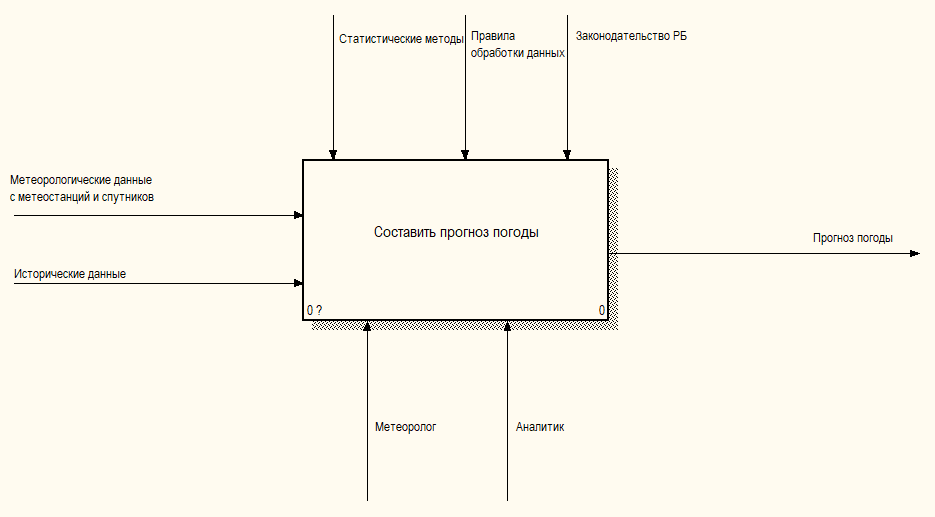 Статистические методы
Правила
обработки данных
Законодательство РБ
Метеорологические данные
с метеостанций и спутников
Исторические данные
Составить прогноз погоды
Прогноз погоды
0 ?
0
Метеоролог
Аналитик